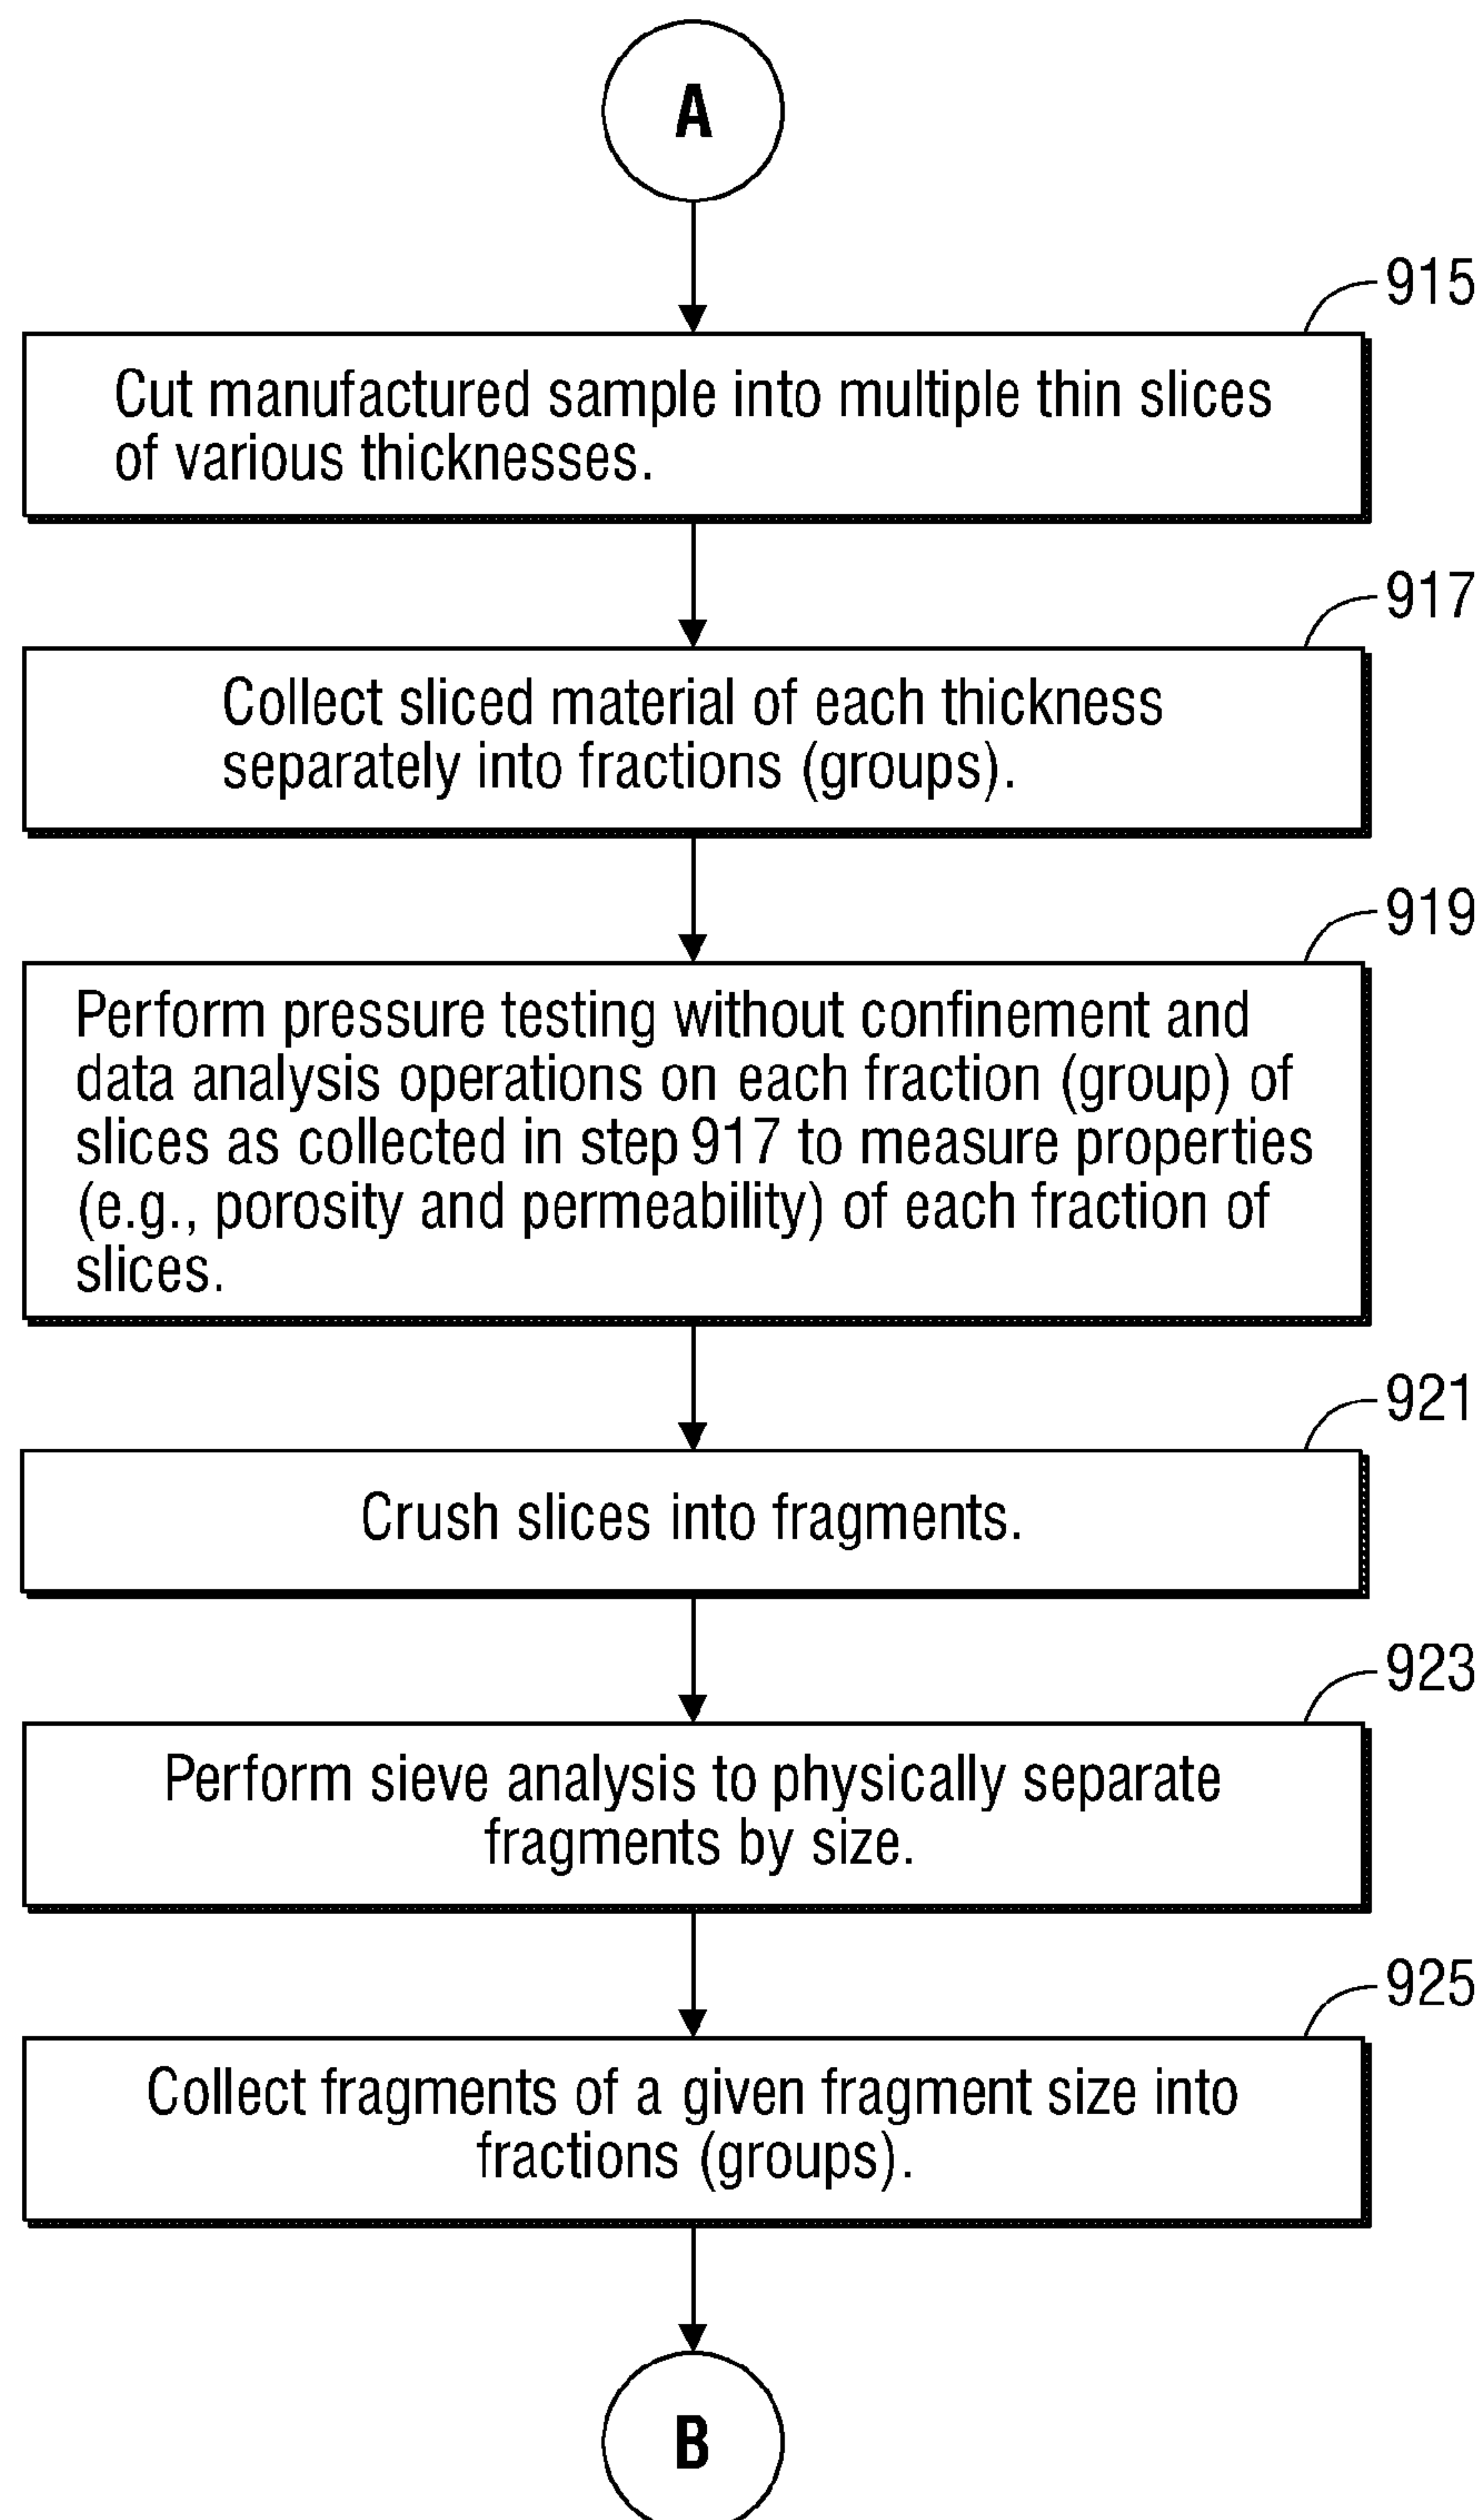 A
915
Cut manufactured sample into multiple thin slices
of various thicknesses.
917
Collect sliced material of each thickness
separately into fractions (groups).
919
Perform pressure testing without confinement and
data analysis operations on each fraction (group) of
slices as collected in step 917 to measure properties
(e.g., porosity and permeability) of each fraction of
slices.
921
Crush slices into fragments.
923
Perform sieve analysis to physically separate
fragments by size.
925
Collect fragments of a given fragment size into
fractions (groups).
B